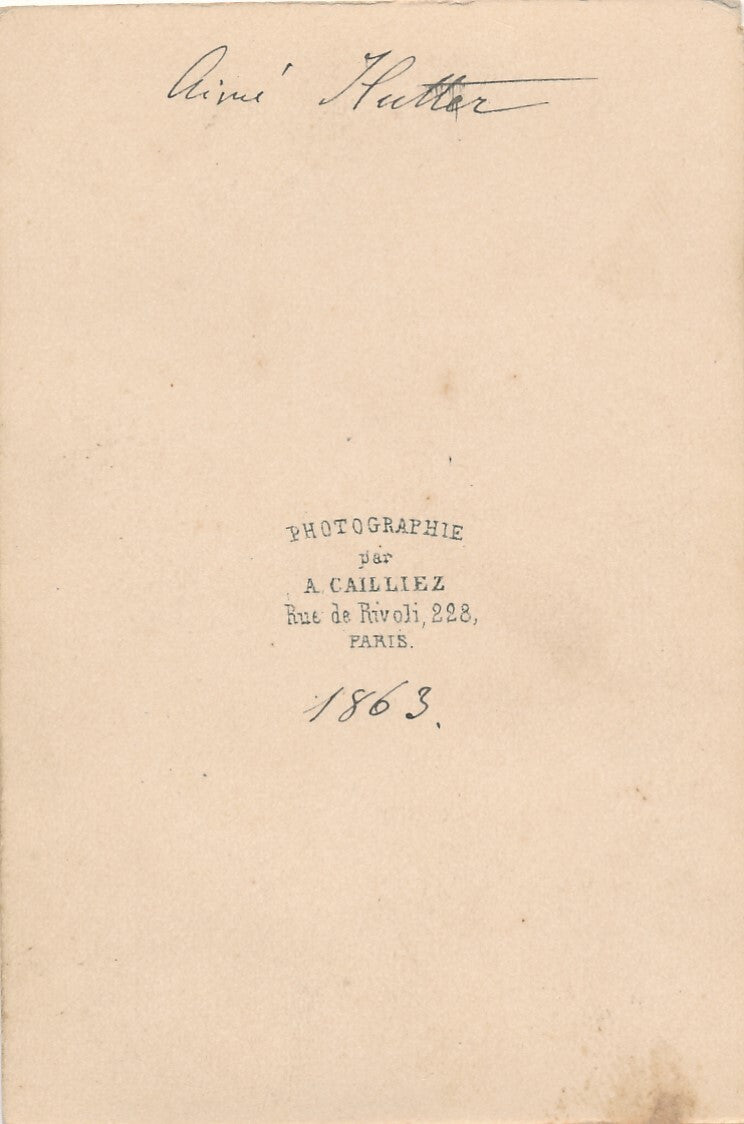 Aimé Hutter
PHOTOGRAPHIE
par
A. CAILLIEZ
Rue de Rivoli, 228,
PARIS.
1863.